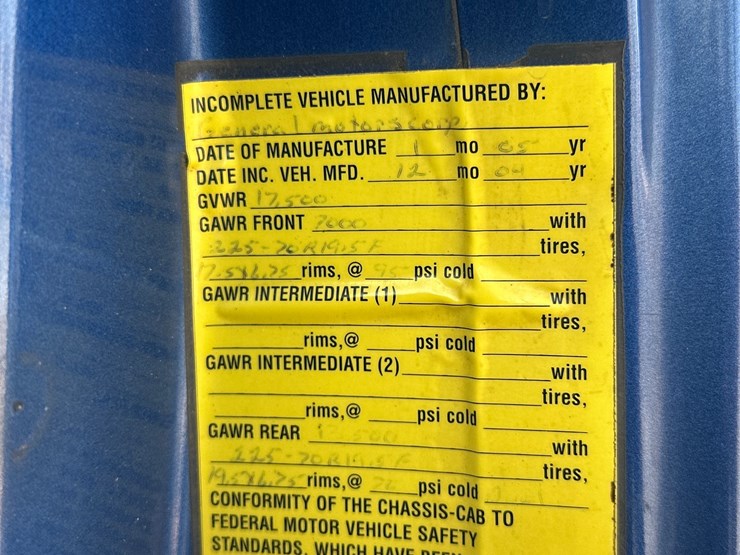 INCOMPLETE VEHICLE MANUFACTURED BY:
General Motors Corp
DATE OF MANUFACTURE 1 mo 05 yr
DATE INC. VEH. MFD. 12 mo 04 yr
GVWR 17,500
GAWR FRONT 7000 with
225-70R19.5F tires,
rims, @ 95 psi cold
GAWR INTERMEDIATE (1) with
tires,
rims,@ psi cold
GAWR INTERMEDIATE (2) with
tires,
rims,@ psi cold
GAWR REAR with
225-70R19.5F tires,
19.5X6.75 rims,@ psi cold
CONFORMITY OF THE CHASSIS-CAB TO
FEDERAL MOTOR VEHICLE SAFETY
STANDARDS, WHICH HAVE BEEN